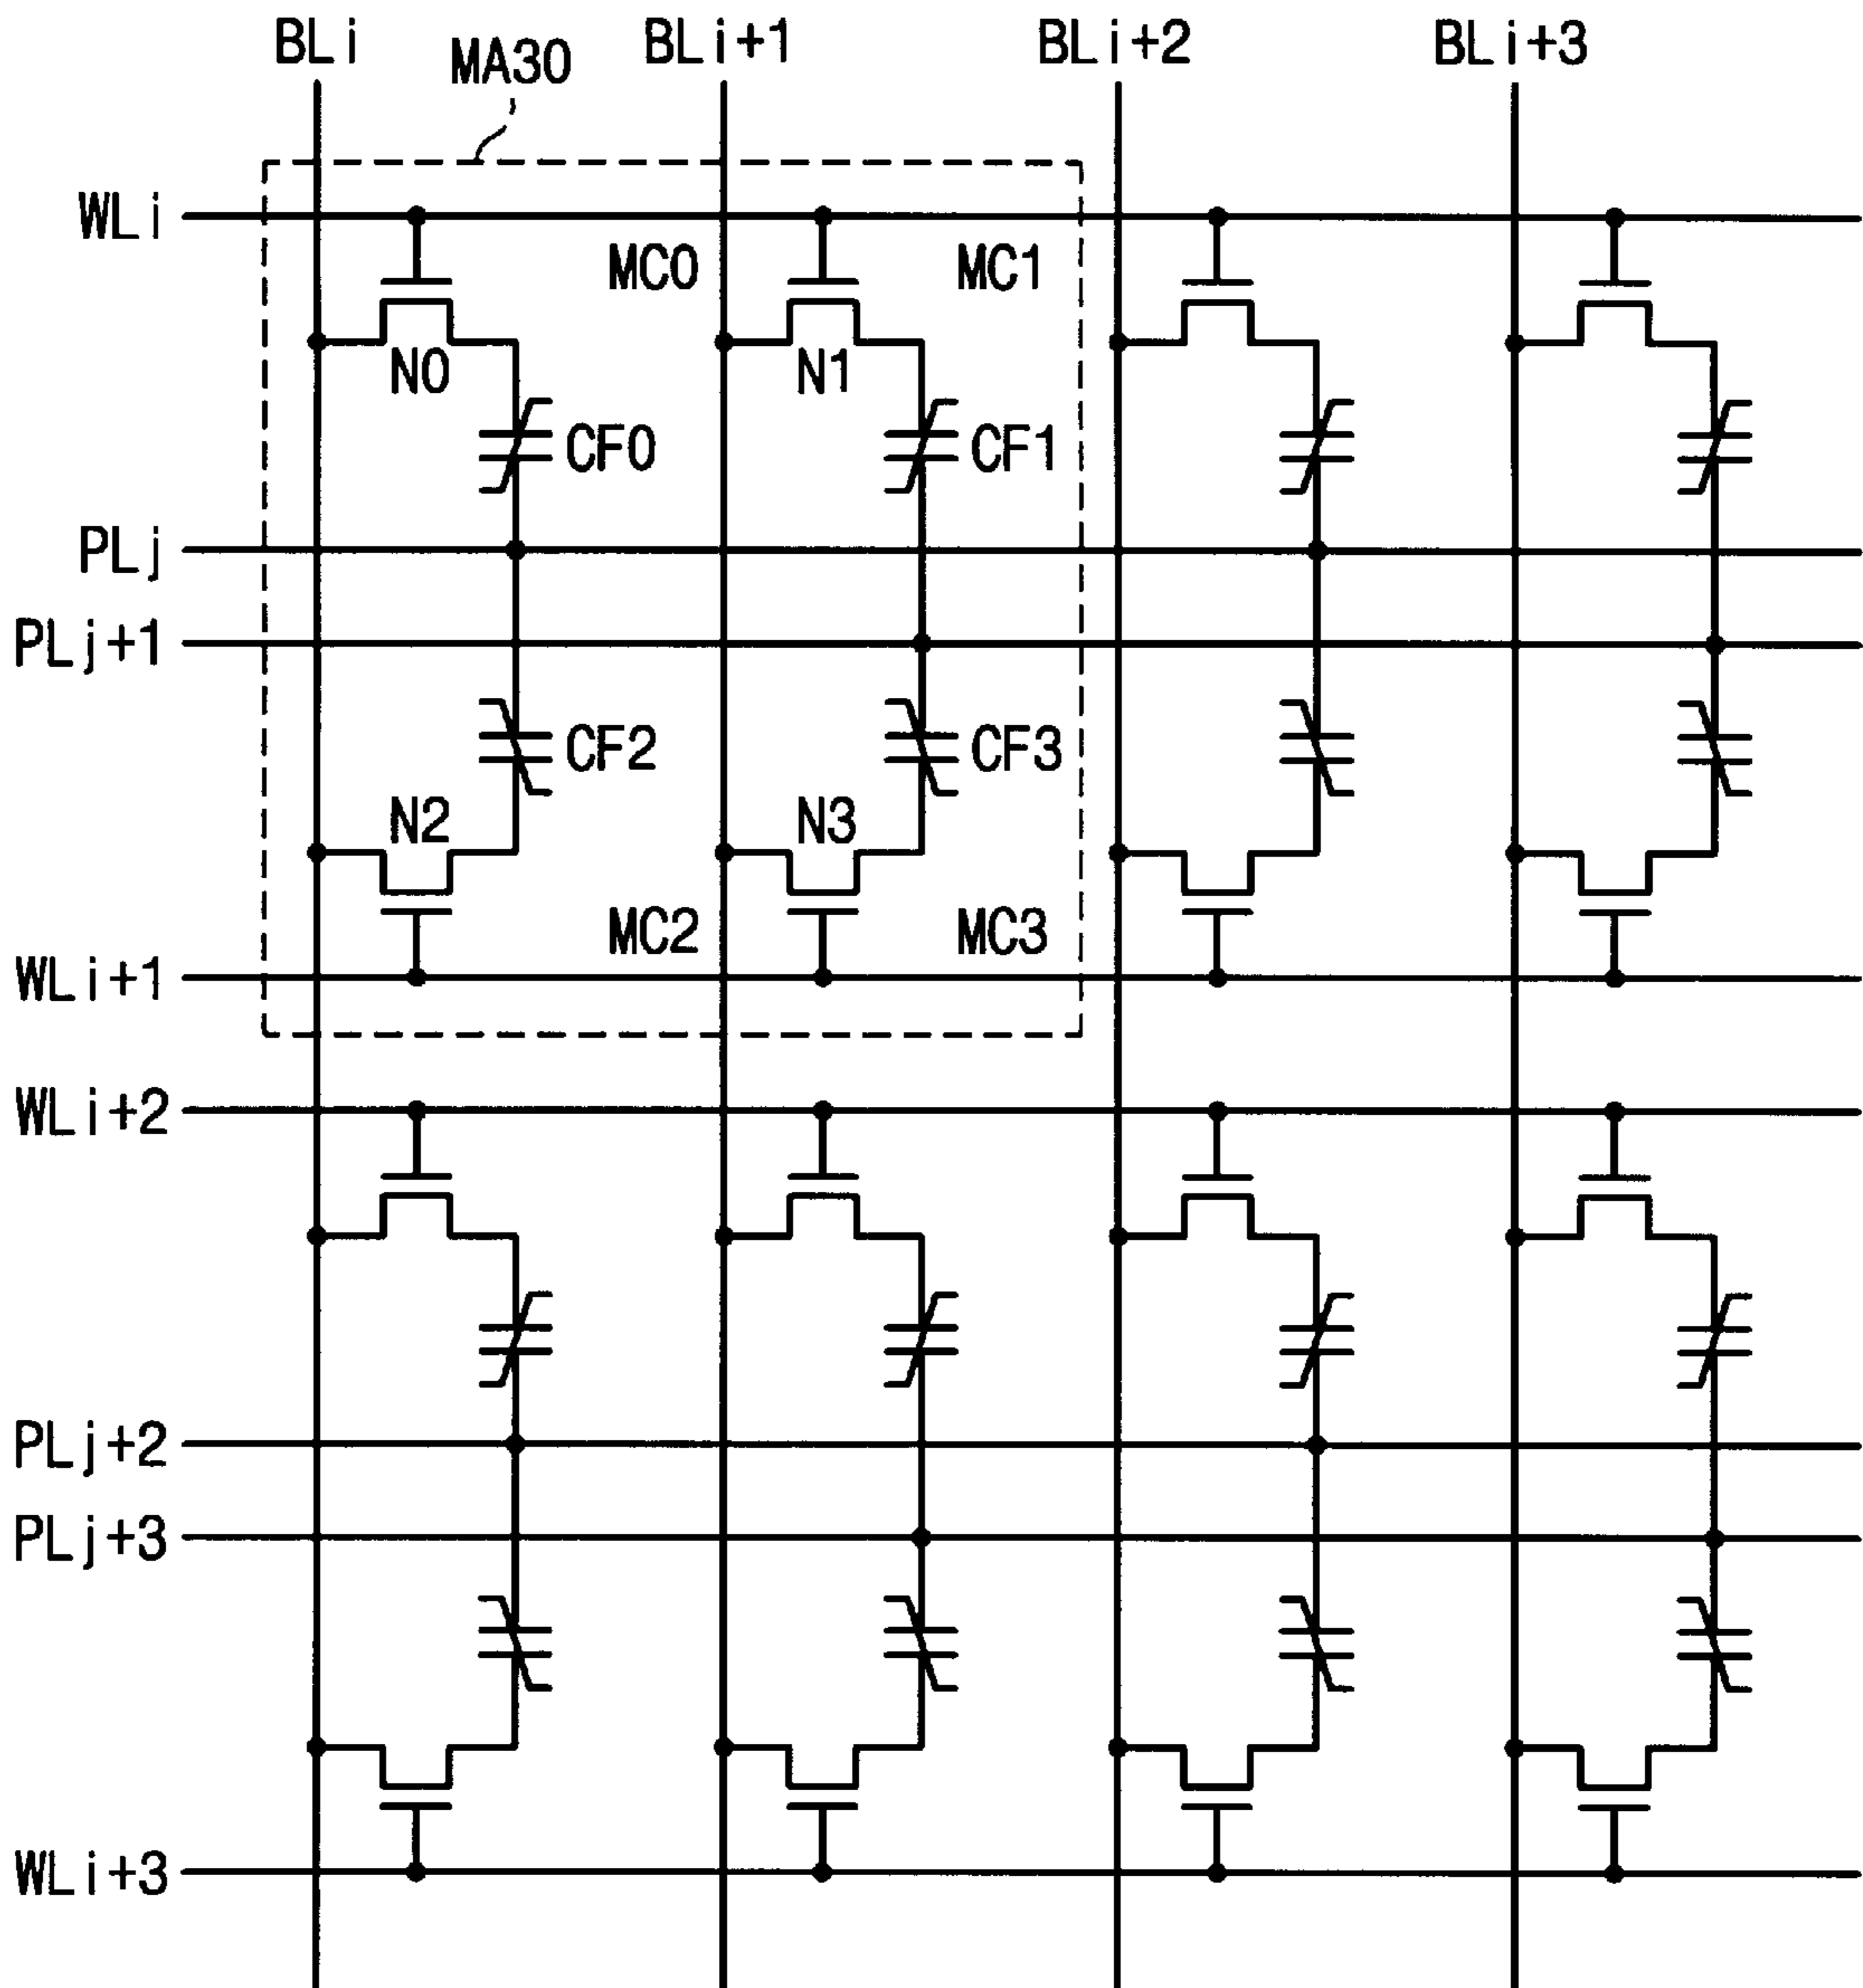 BLi
MA30
BLi+1
BLi+2
BLi+3
WLi
MC0
MC1
N0
N1
CF0
CF1
PLj
PLj+1
CF2
CF3
N2
N3
MC2
MC3
WLi+1
WLi+2
PLj+2
PLj+3
WLi+3